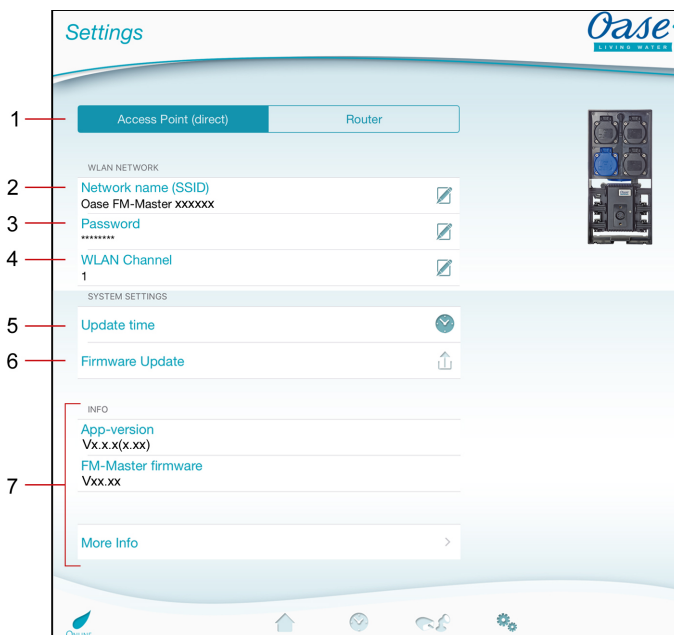 Settings
Oase
LIVING WATER
1
Access Point (direct)
Router
WLAN NETWORK
2
Network name (SSID)
Oase FM-Master xxxxxx
3
Password
********
4
WLAN Channel
1
SYSTEM SETTINGS
5
Update time
6
Firmware Update
7
INFO
App-version
Vx.x.x(x.xx)
FM-Master firmware
Vxx.xx
More Info
ONLINE